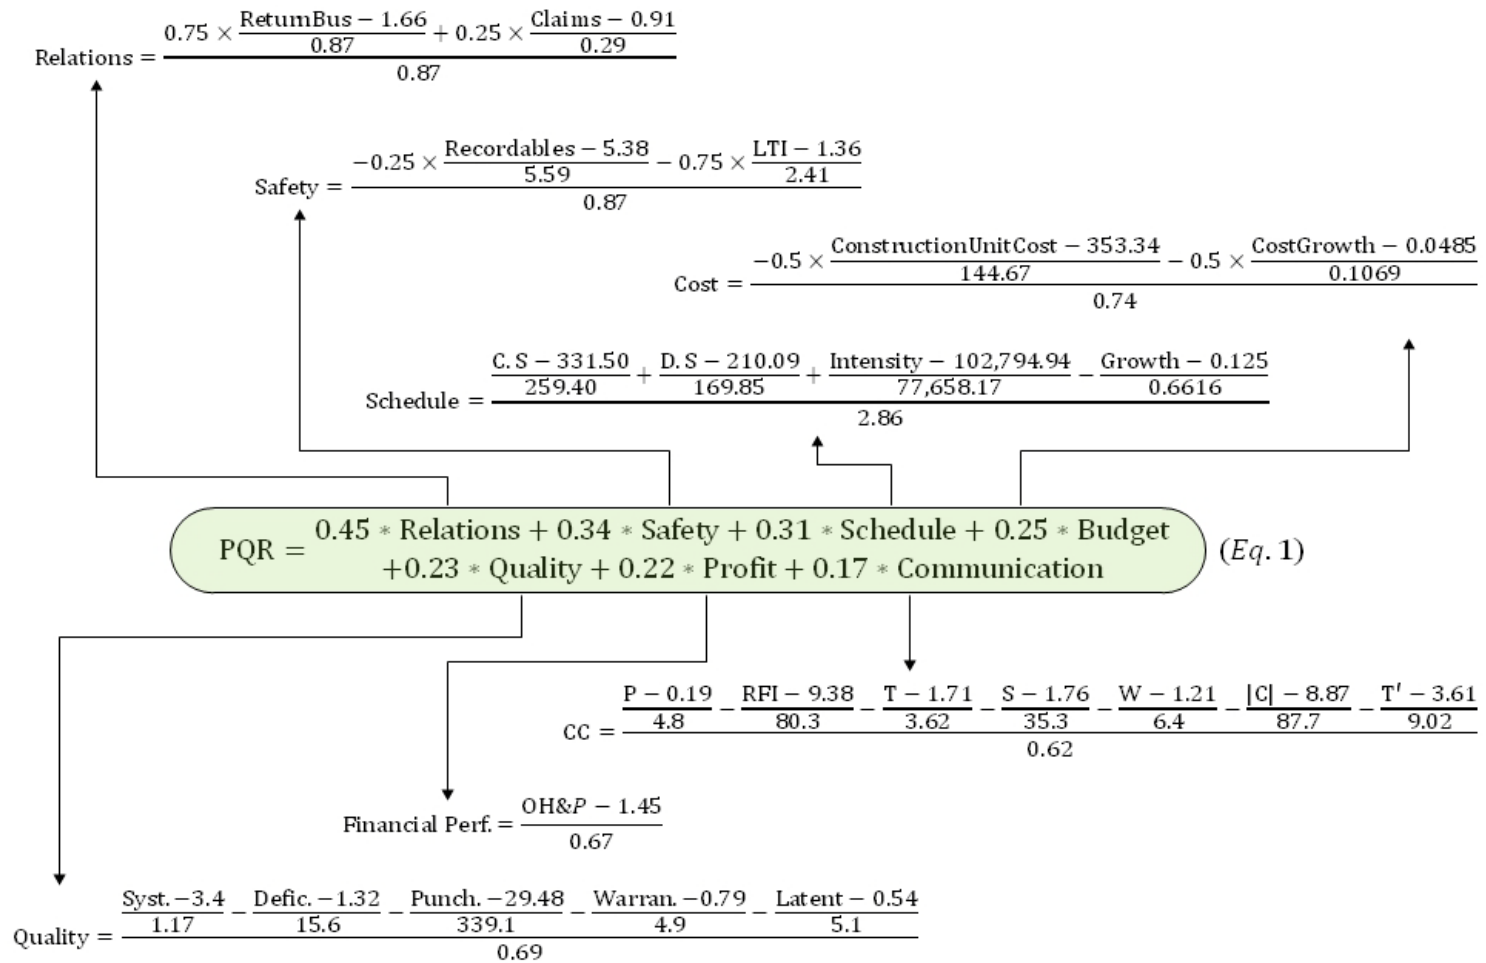 Relations = (0.75 × (ReturnBus − 1.66)/0.87 + 0.25 × (Claims − 0.91)/0.29)/0.87
Safety = (−0.25 × (Recordables − 5.38)/5.59 − 0.75 × (LTI − 1.36)/2.41)/0.87
Cost = (−0.5 × (ConstructionUnitCost − 353.34)/144.67 − 0.5 × (CostGrowth − 0.0485)/0.1069)/0.74
Schedule = ((C.S − 331.50)/259.40 + (D.S − 210.09)/169.85 + (Intensity − 102,794.94)/77,658.17 − (Growth − 0.125)/0.6616)/2.86
PQR = 0.45 * Relations + 0.34 * Safety + 0.31 * Schedule + 0.25 * Budget
+0.23 * Quality + 0.22 * Profit + 0.17 * Communication
(Eq. 1)
CC = ((P − 0.19)/4.8 − (RFI − 9.38)/80.3 − (T − 1.71)/3.62 − (S − 1.76)/35.3 − (W − 1.21)/6.4 − (|C| − 8.87)/87.7 − (T′ − 3.61)/9.02)/0.62
Financial Perf. = (OH&P − 1.45)/0.67
Quality = ((Syst. −3.4)/1.17 − (Defic. −1.32)/15.6 − (Punch. −29.48)/339.1 − (Warran. −0.79)/4.9 − (Latent − 0.54)/5.1)/0.69